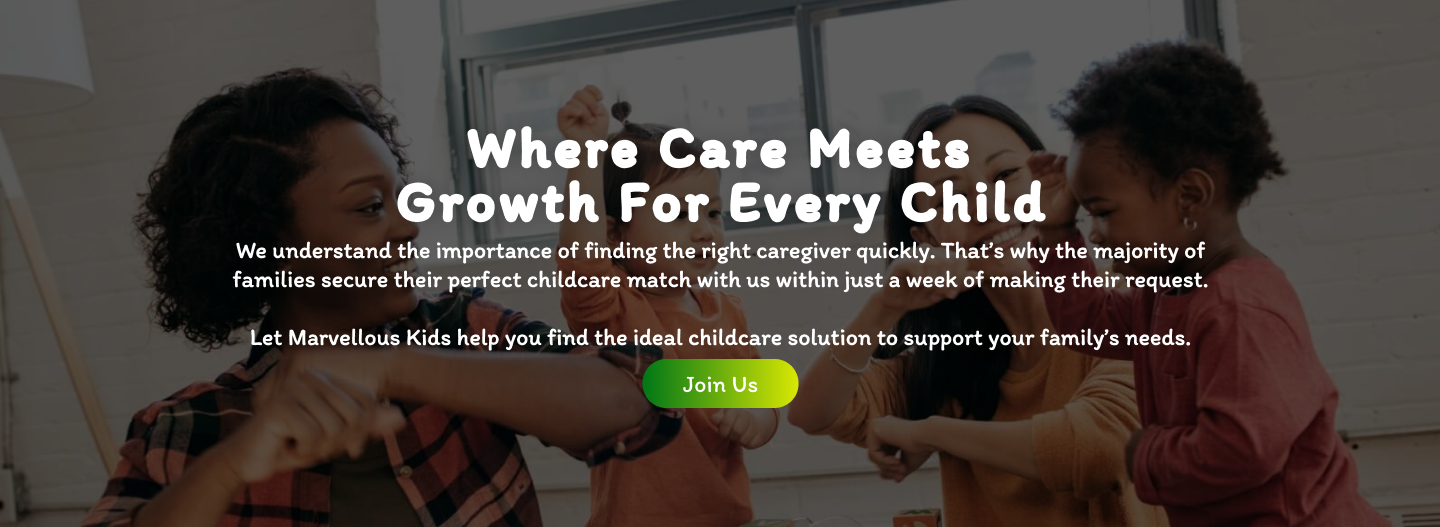 Where Care Meets
Growth For Every Child
We understand the importance of finding the right caregiver quickly. That’s why the majority of
families secure their perfect childcare match with us within just a week of making their request.
Let Marvellous Kids help you find the ideal childcare solution to support your family’s needs.
Join Us